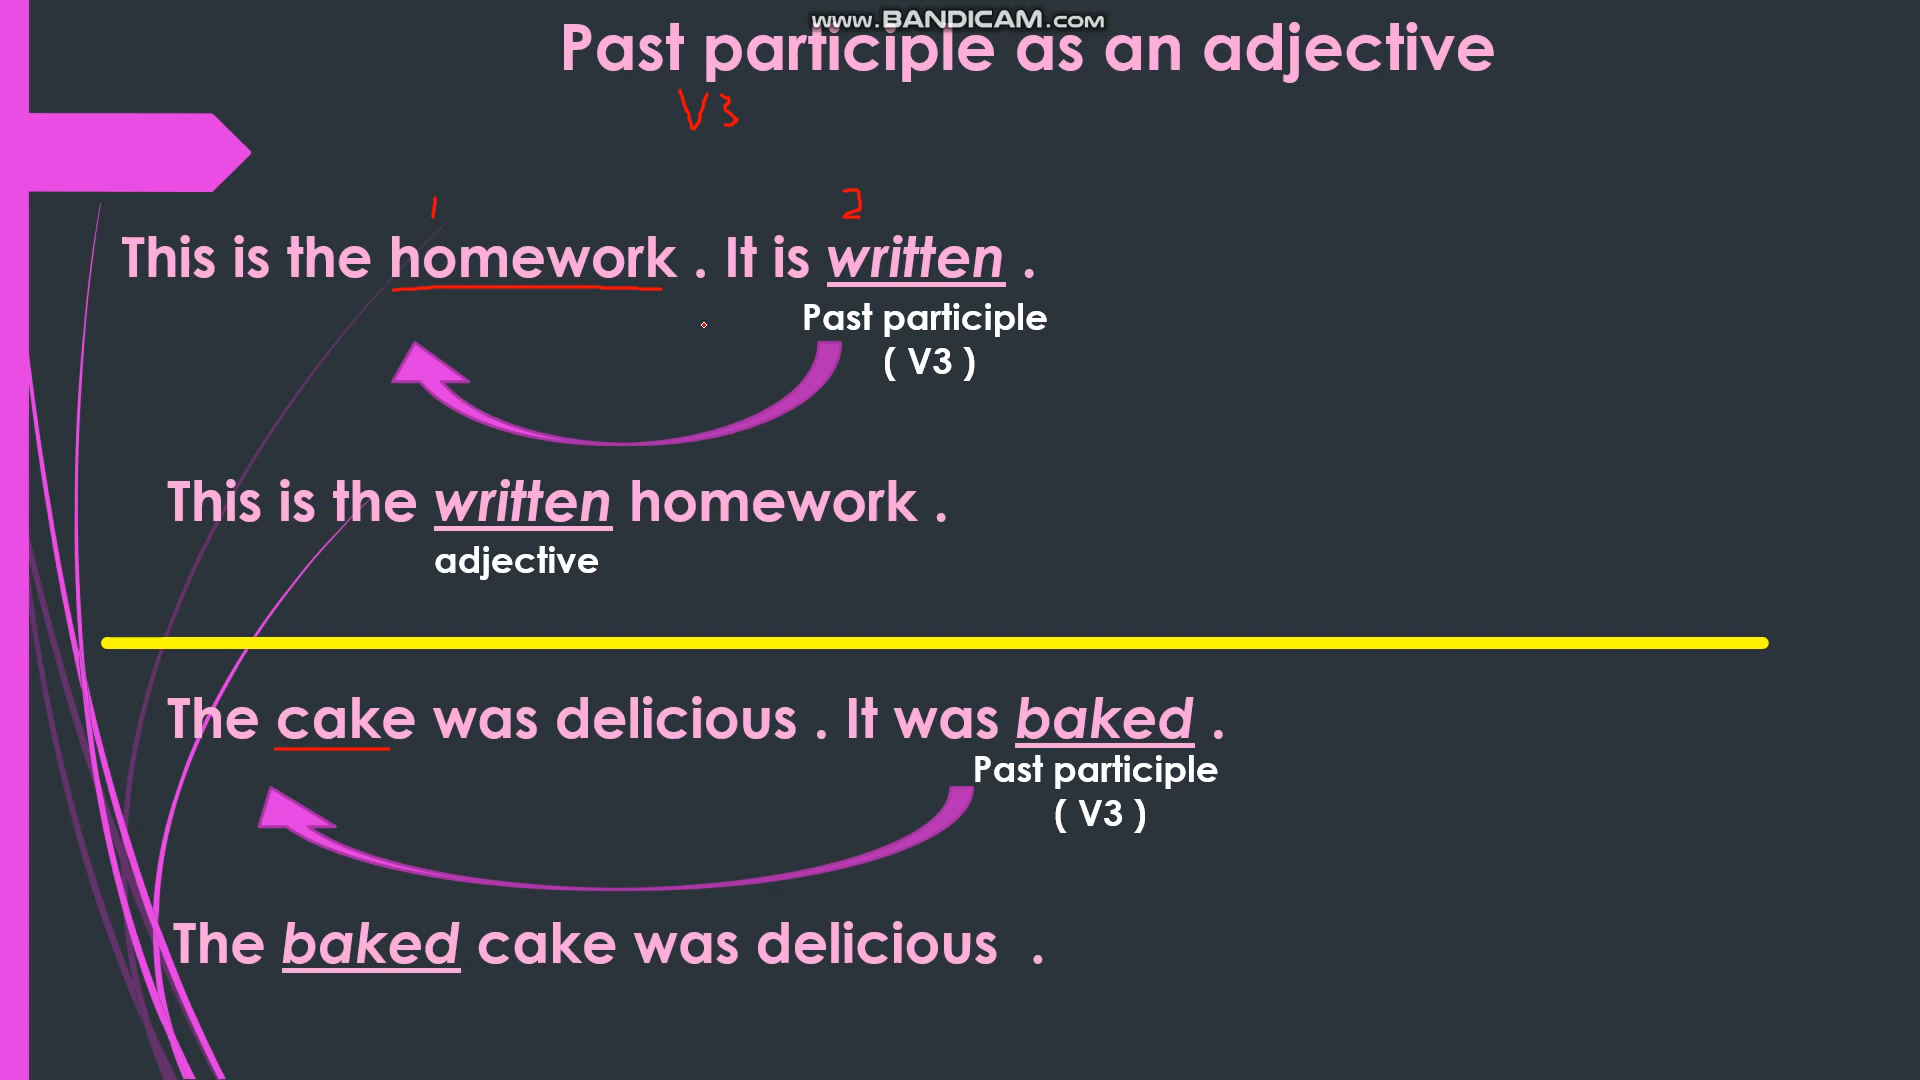 www.BANDICAM.com
Past participle as an adjective
V3
1 2
This is the homework . It is written .
Past participle
( V3 )
This is the written homework .
adjective
The cake was delicious . It was baked .
Past participle
( V3 )
The baked cake was delicious .